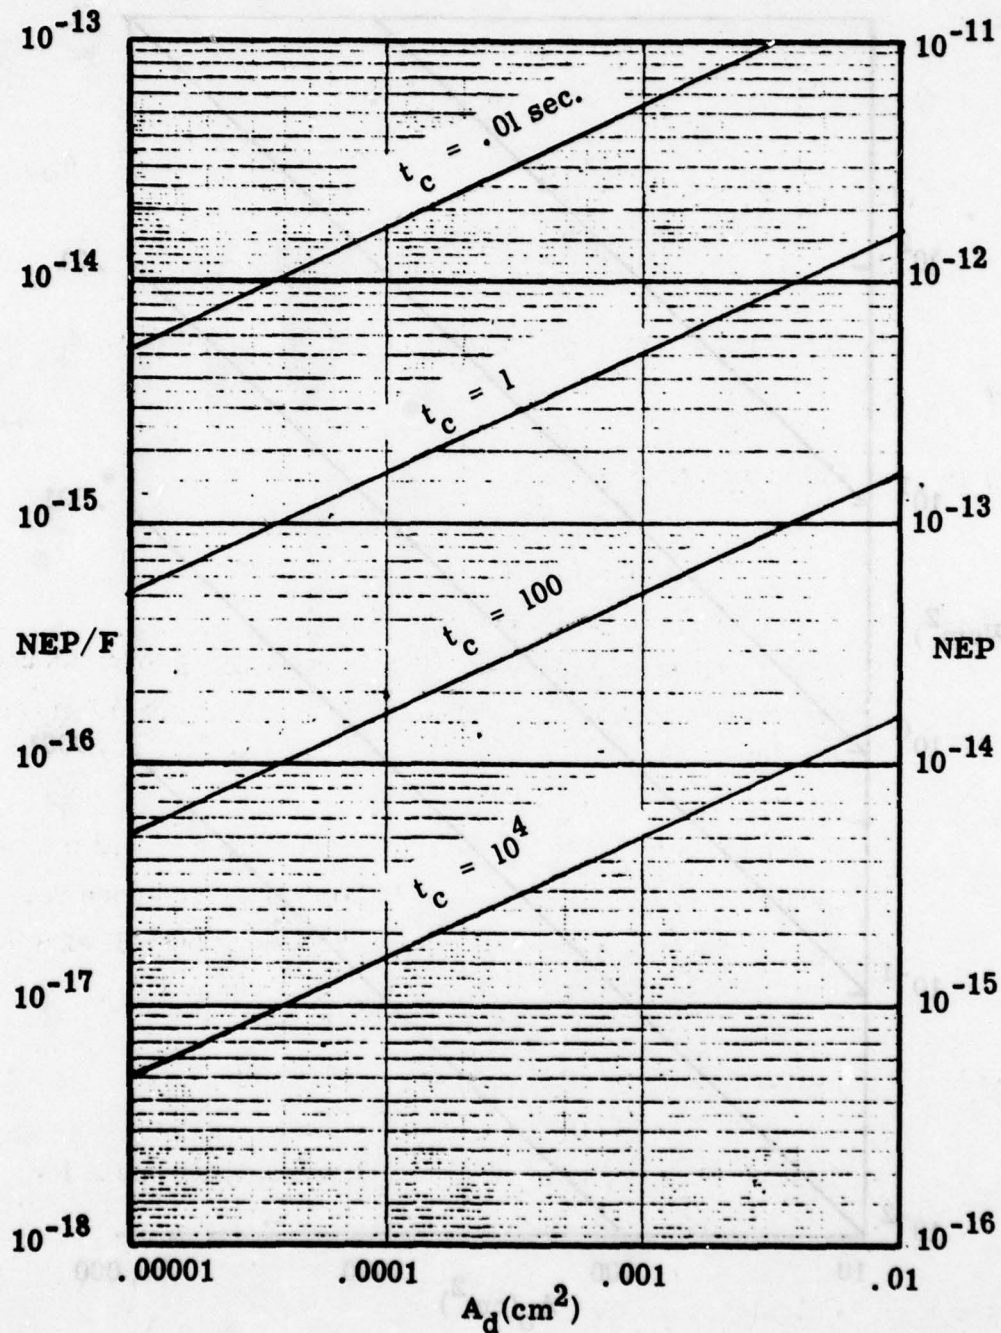 10^-13
10^-11
t_c = .01 sec.
10^-14
10^-12
t_c = 1
10^-15
10^-13
t_c = 100
NEP/F
NEP
10^-16
10^-14
t_c = 10^4
10^-17
10^-15
10^-18
10^-16
.00001
.0001
.001
.01
A_d(cm^2)